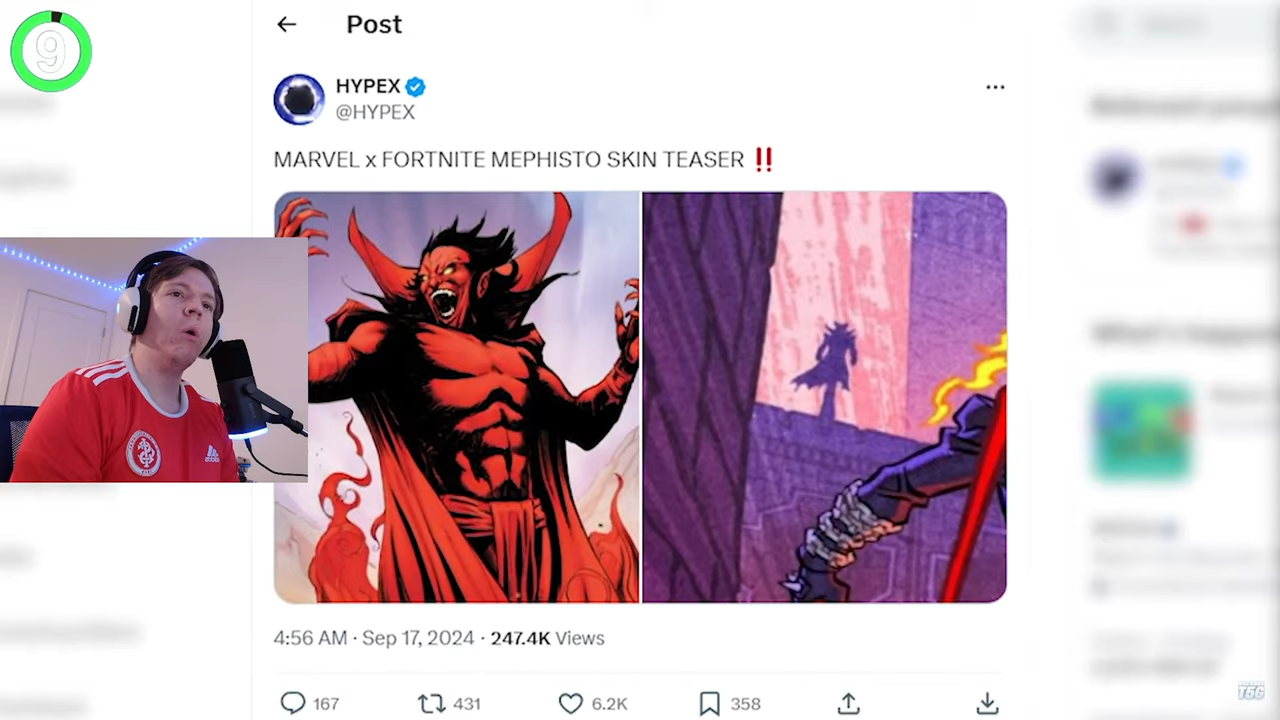 9
Post
HYPEX
@HYPEX
MARVEL x FORTNITE MEPHISTO SKIN TEASER ‼️
4:56 AM · Sep 17, 2024 · 247.4K Views
167 431 6.2K 358
T5G